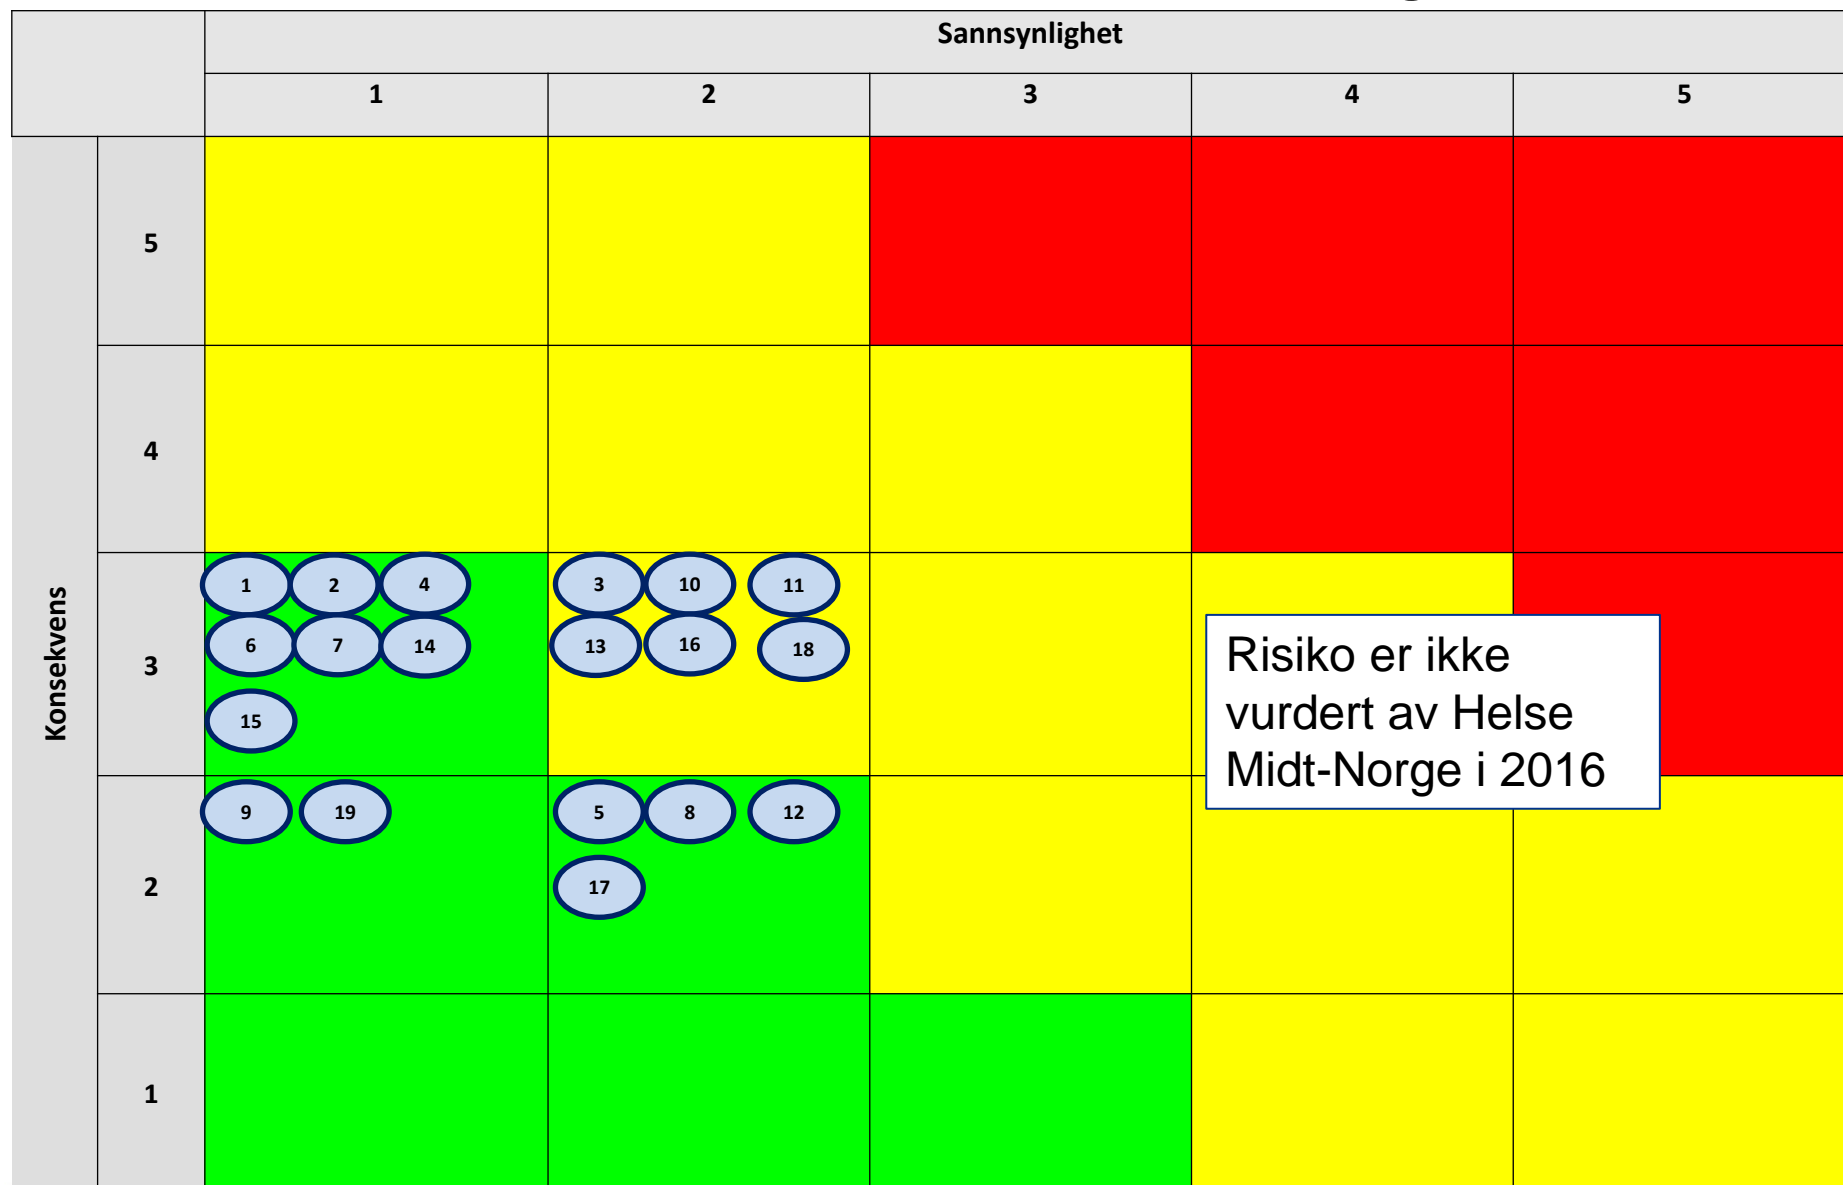 Sannsynlighet
1 2 3 4 5
5
4
Konsekvens
3
1 2 4 3 10 11
6 7 14 13 16 18
15
Risiko er ikke
vurdert av Helse
Midt-Norge i 2016
9 19 5 8 12
2
17
1